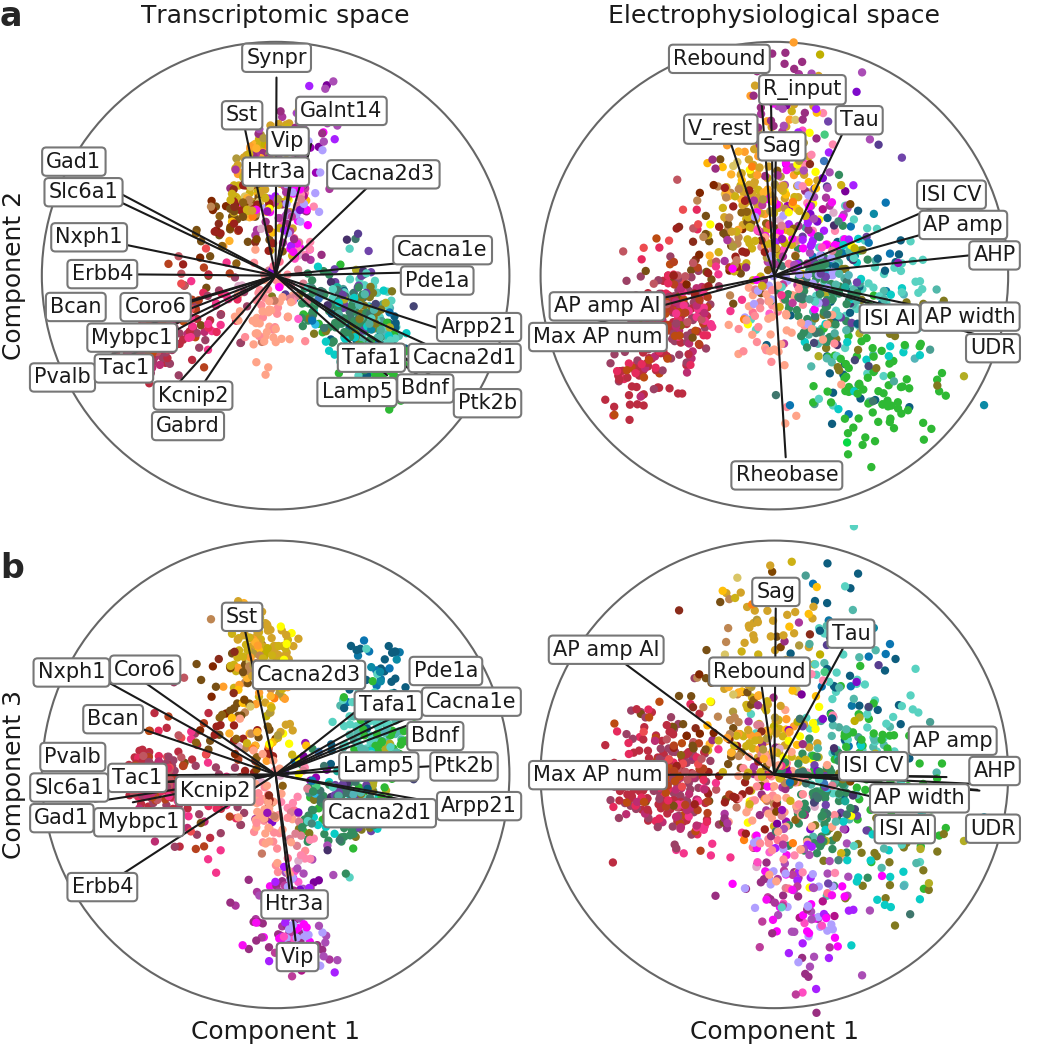 a
Transcriptomic space
Electrophysiological space
Synpr
Sst
Galnt14
Vip
Gad1
Htr3a
Cacna2d3
Slc6a1
Nxph1
Cacna1e
Erbb4
Pde1a
Bcan
Coro6
Mybpc1
Arpp21
Tafa1
Cacna2d1
Pvalb
Tac1
Kcnip2
Lamp5
Bdnf
Ptk2b
Gabrd
Component 2
Rebound
R_input
V_rest
Tau
Sag
ISI CV
AP amp
AHP
AP amp AI
Max AP num
ISI AI
AP width
UDR
Rheobase
b
Sst
Nxph1
Coro6
Cacna2d3
Pde1a
Bcan
Tafa1
Cacna1e
Bdnf
Pvalb
Slc6a1
Tac1
Kcnip2
Lamp5
Ptk2b
Gad1
Mybpc1
Cacna2d1
Arpp21
Erbb4
Htr3a
Vip
Component 3
Component 1
Sag
AP amp AI
Tau
Rebound
AP amp
Max AP num
ISI CV
AHP
AP width
ISI AI
UDR
Component 1